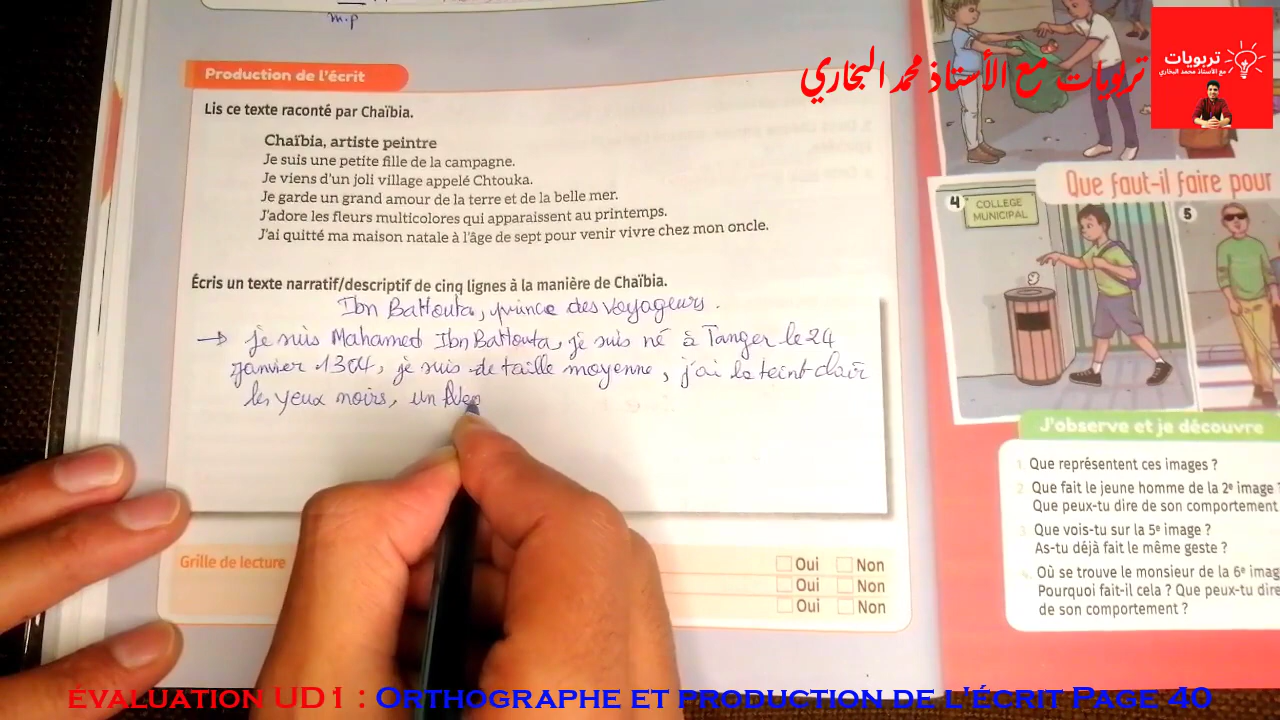 m.p
تربويات مع الأستاذ محمد البخاري
تربويات
مع الأستاذ محمد البخاري
Production de l'écrit
Lis ce texte raconté par Chaïbia.
Chaïbia, artiste peintre
Je suis une petite fille de la campagne.
Je viens d'un joli village appelé Chtouka.
Je garde un grand amour de la terre et de la belle mer.
J'adore les fleurs multicolores qui apparaissent au printemps.
J'ai quitté ma maison natale à l'âge de sept pour venir vivre chez mon oncle.
Écris un texte narratif/descriptif de cinq lignes à la manière de Chaïbia.
Ibn Battouta, prince des voyageurs.
→ je suis Mohamed Ibn Battouta, je suis né à Tanger le 24
janvier 1304, je suis de taille moyenne, j'ai le teint clair
les yeux noirs, un
Grille de lecture
Oui Non
Oui Non
Oui Non
Que faut-il faire pour
4
COLLEGE
MUNICIPAL
5
J'observe et je découvre
1. Que représentent ces images ?
2. Que fait le jeune homme de la 2e image ?
Que peux-tu dire de son comportement
3. Que vois-tu sur la 5e image ?
As-tu déjà fait le même geste ?
4. Où se trouve le monsieur de la 6e imag
Pourquoi fait-il cela ? Que peux-tu dire
de son comportement ?
évaluation UD1 : Orthographe et production de l'écrit Page 40